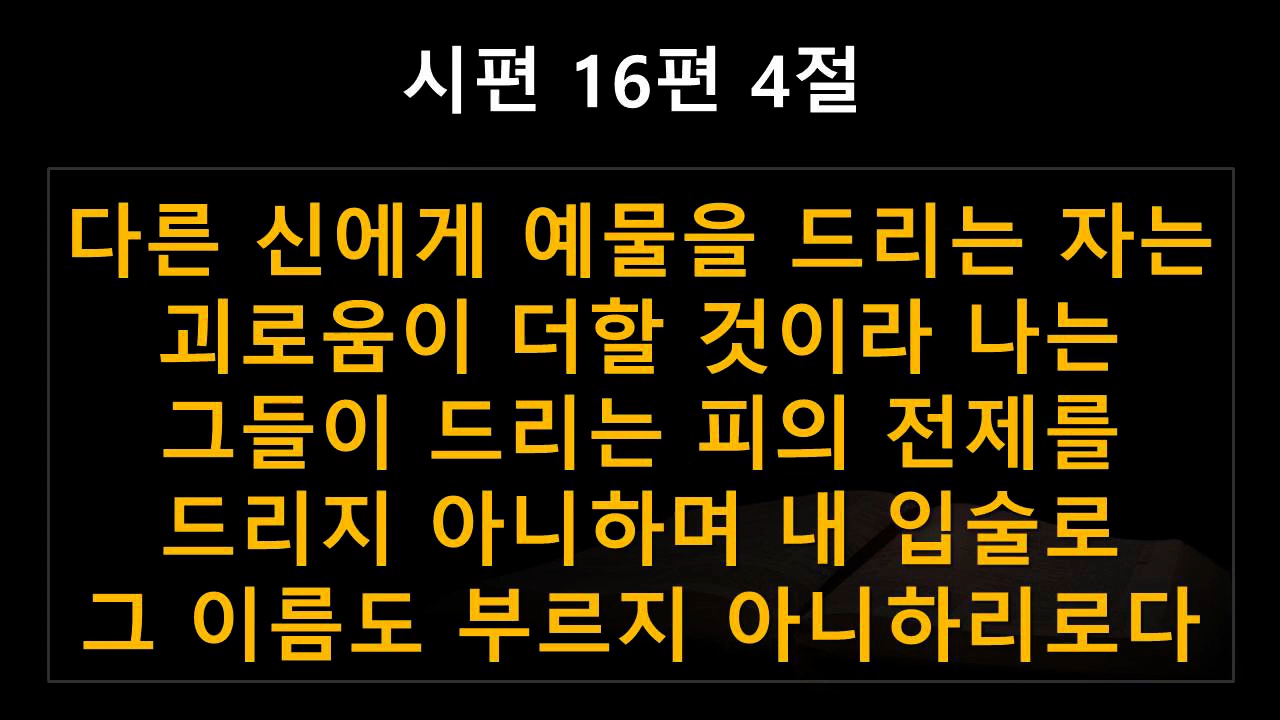 시편 16편 4절
다른 신에게 예물을 드리는 자는
괴로움이 더할 것이라 나는
그들이 드리는 피의 전제를
드리지 아니하며 내 입술로
그 이름도 부르지 아니하리로다